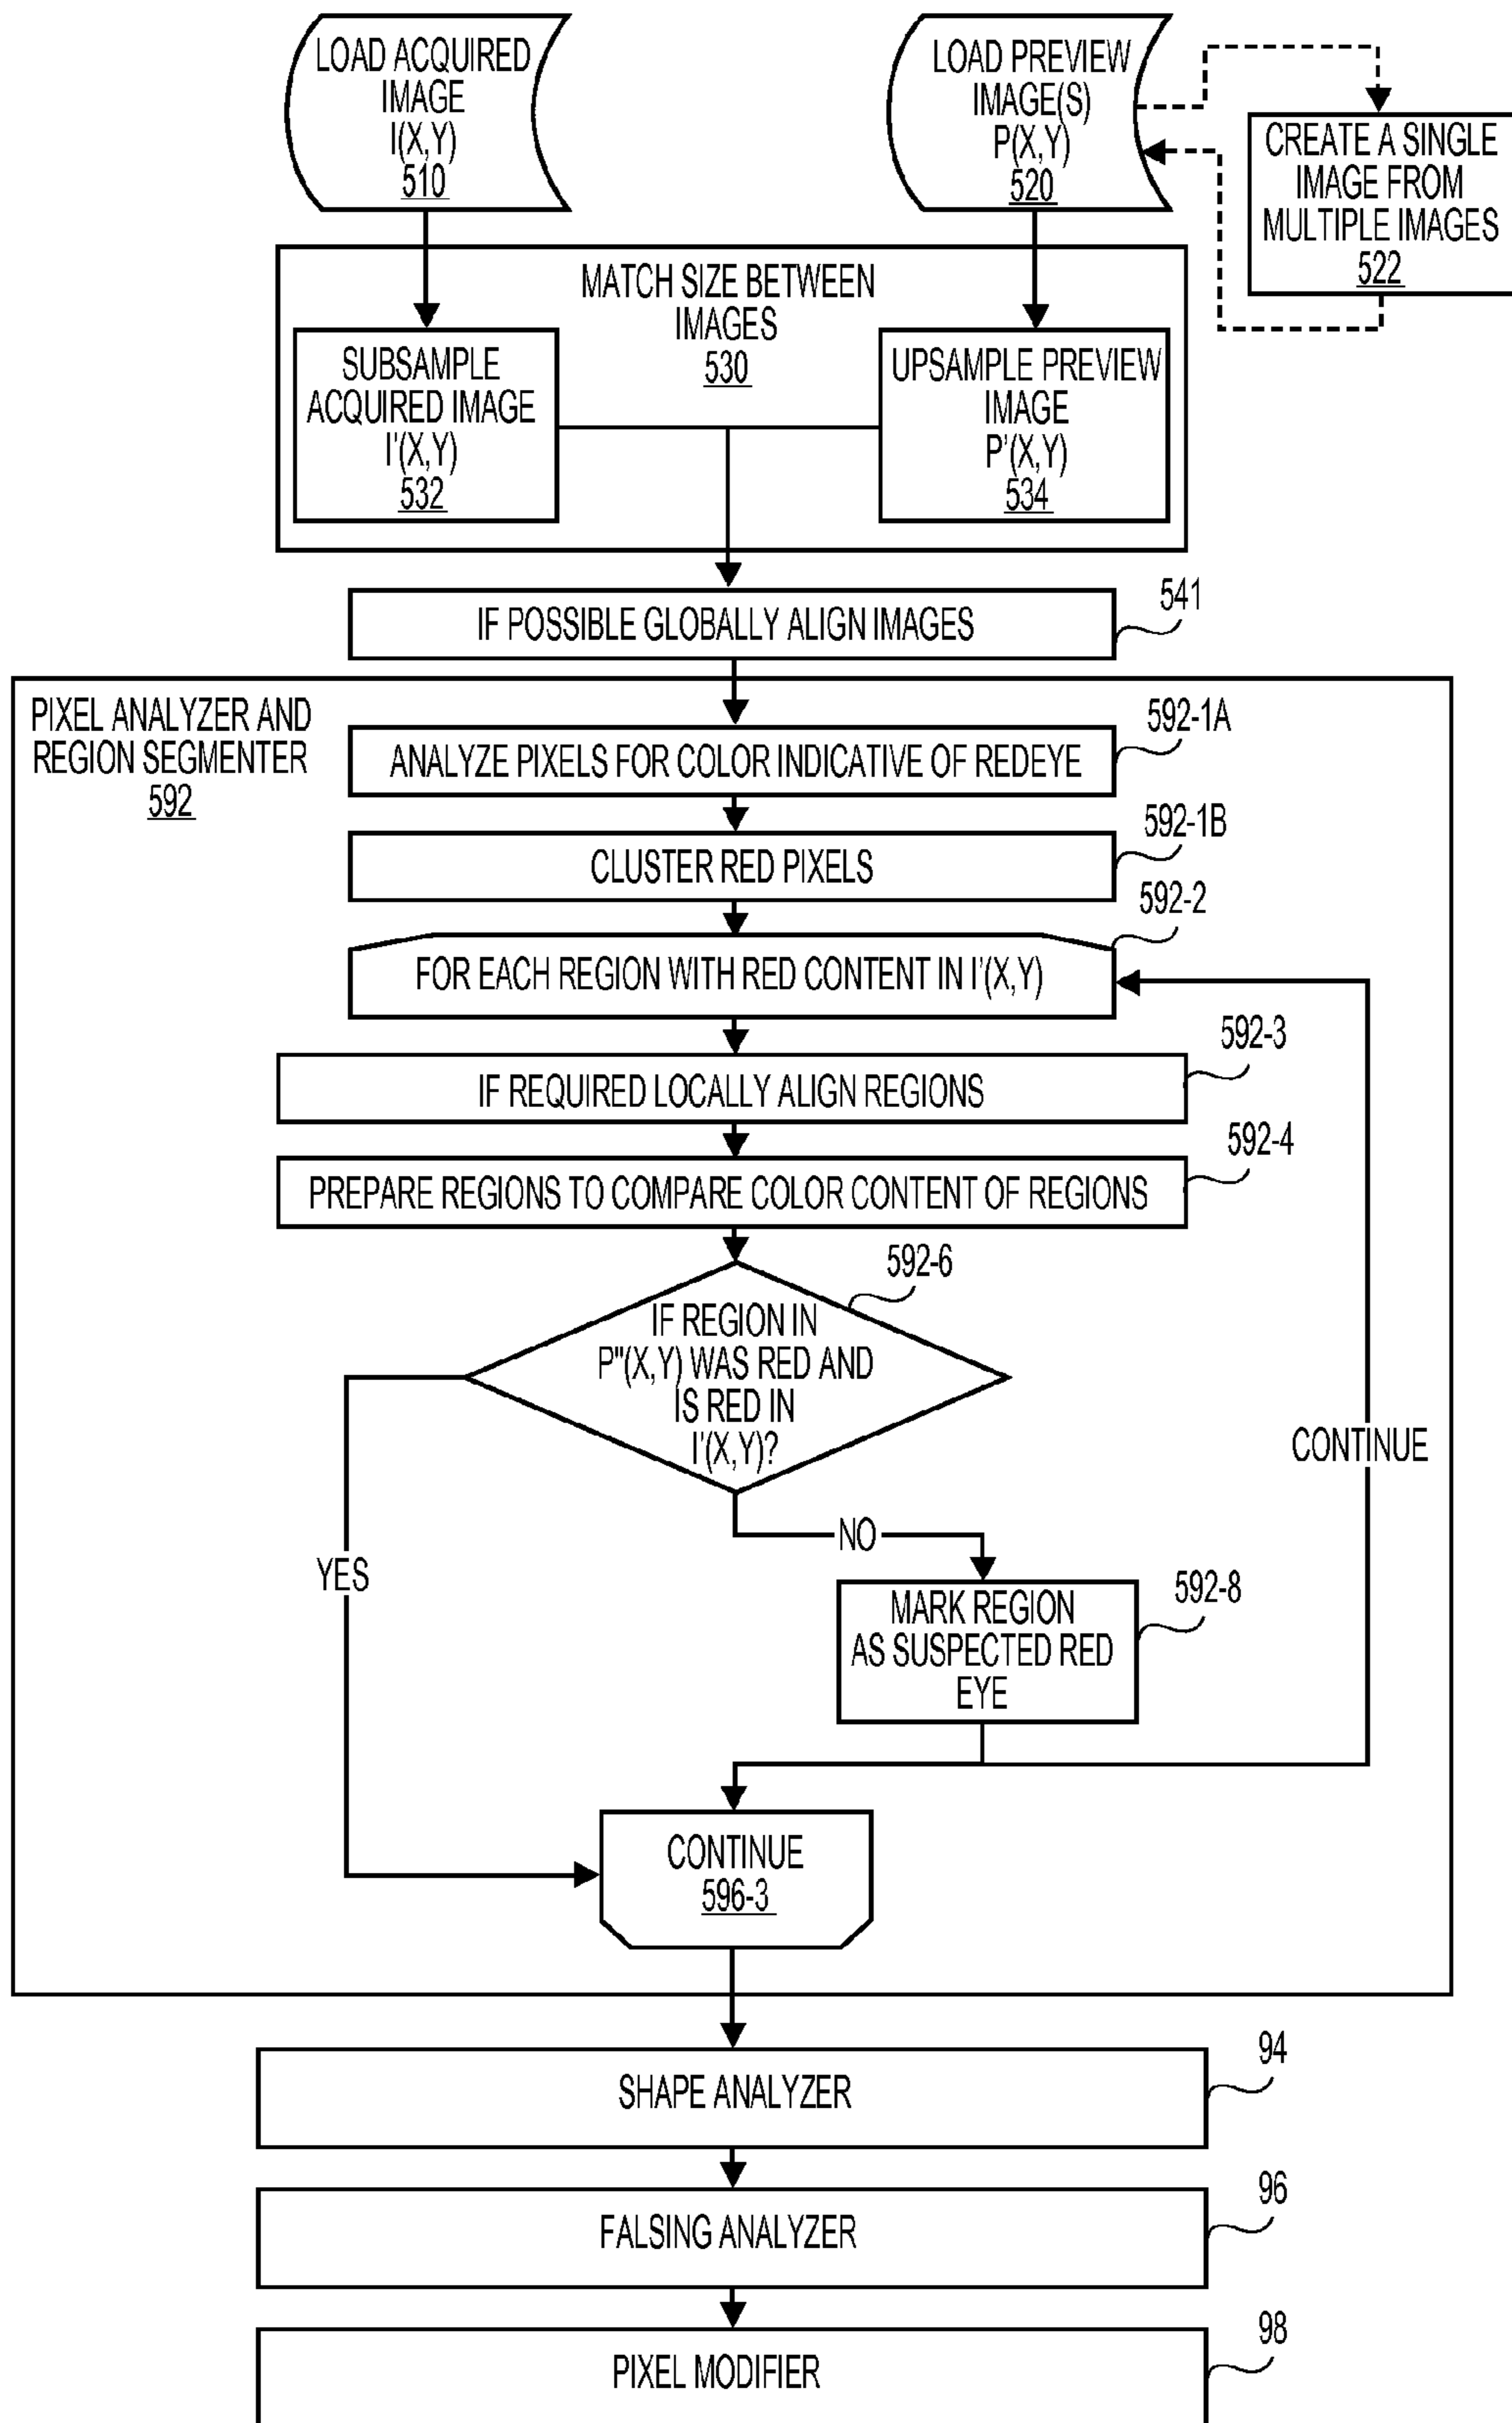 LOAD ACQUIRED
IMAGE
I(X,Y)
510
LOAD PREVIEW
IMAGE(S)
P(X,Y)
520
CREATE A SINGLE
IMAGE FROM
MULTIPLE IMAGES
522
MATCH SIZE BETWEEN
IMAGES
530
SUBSAMPLE
ACQUIRED IMAGE
I'(X,Y)
532
UPSAMPLE PREVIEW
IMAGE
P'(X,Y)
534
IF POSSIBLE GLOBALLY ALIGN IMAGES
541
PIXEL ANALYZER AND
REGION SEGMENTER
592
ANALYZE PIXELS FOR COLOR INDICATIVE OF REDEYE
592-1A
CLUSTER RED PIXELS
592-1B
FOR EACH REGION WITH RED CONTENT IN I'(X,Y)
592-2
IF REQUIRED LOCALLY ALIGN REGIONS
592-3
PREPARE REGIONS TO COMPARE COLOR CONTENT OF REGIONS
592-4
IF REGION IN
P"(X,Y) WAS RED AND
IS RED IN
I'(X,Y)?
592-6
CONTINUE
NO
YES
MARK REGION
AS SUSPECTED RED
EYE
592-8
CONTINUE
596-3
SHAPE ANALYZER
94
FALSING ANALYZER
96
PIXEL MODIFIER
98